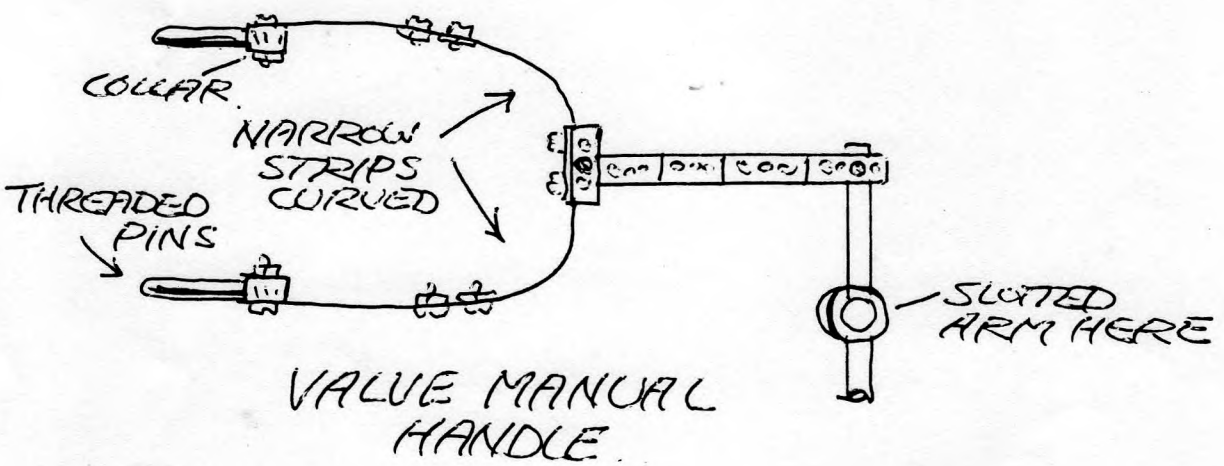 COLLAR.
NARROW
STRIPS
CURVED
THREADED
PINS
SLOTTED
ARM HERE
VALVE MANUAL
HANDLE.